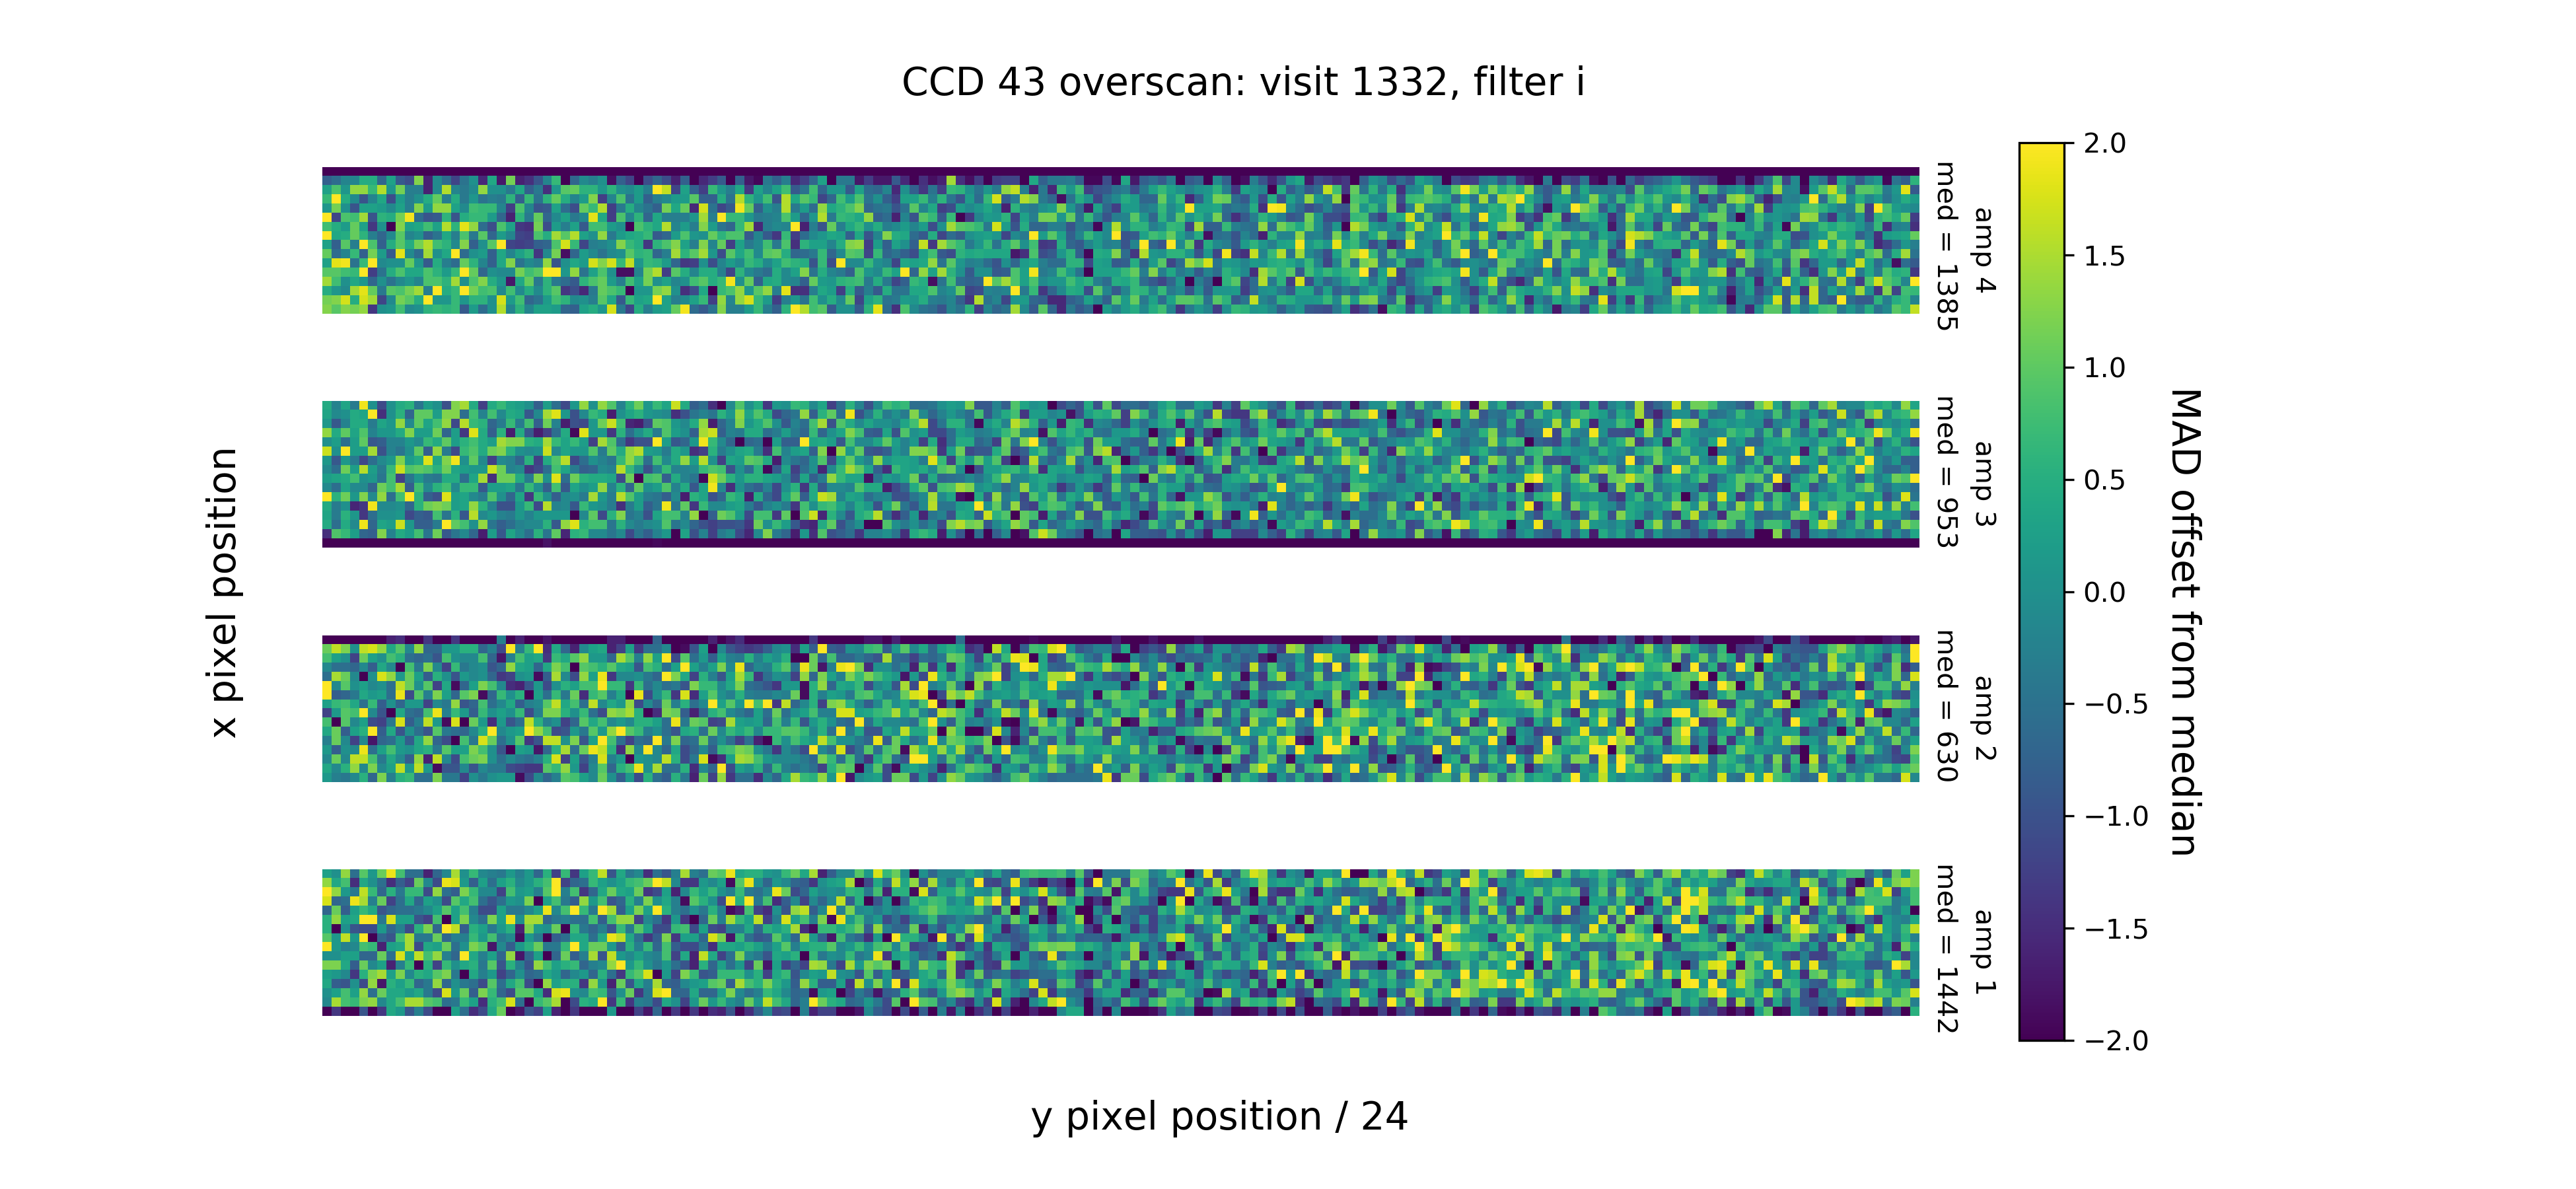 CCD 43 overscan: visit 1332, filter i
x pixel position
amp 4
med = 1385
amp 3
med = 953
amp 2
med = 630
amp 1
med = 1442
2.0
1.5
1.0
0.5
0.0
−0.5
−1.0
−1.5
−2.0
MAD offset from median
y pixel position / 24